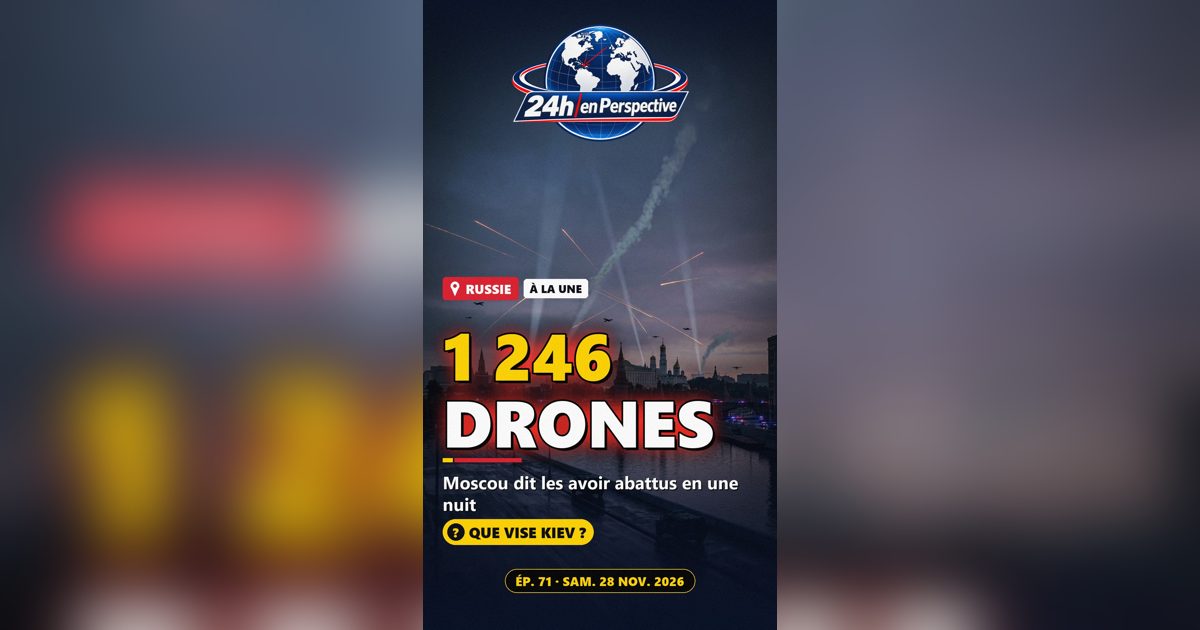 24h/en Perspective
RUSSIE
À LA UNE
1 246
DRONES
Moscou dit les avoir abattus en une
nuit
? QUE VISE KIEV ?
ÉP. 71 · SAM. 28 NOV. 2026